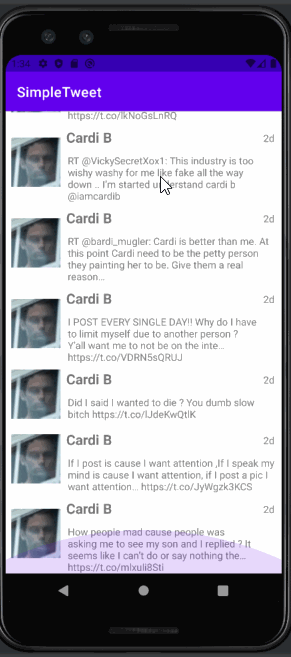 1:34
SimpleTweet
https://t.co/lkNoGsLnRQ
Cardi B
2d
RT @VickySecretXox1: This industry is too
wishy washy for me like fake all the way
down .. I'm started understand cardi b
@iamcardib
Cardi B
2d
RT @bardi_mugler: Cardi is better than me. At
this point Cardi need to be the petty person
they painting her to be. Give them a real
reason…
Cardi B
2d
I POST EVERY SINGLE DAY!! Why do I have
to limit myself due to another person ?
Y'all want me to not be on the inte…
https://t.co/VDRN5sQRUJ
Cardi B
2d
Did I said I wanted to die ? You dumb slow
bitch https://t.co/lJdeKwQtlK
Cardi B
2d
If I post is cause I want attention ,If I speak my
mind is cause I want attention, if I post a pic I
want attention… https://t.co/JyWgzk3KCS
Cardi B
2d
How people mad cause people was
asking me to see my son and I replied ? It
seems like I can't do or say nothing the…
https://t.co/mlxuli8Sti